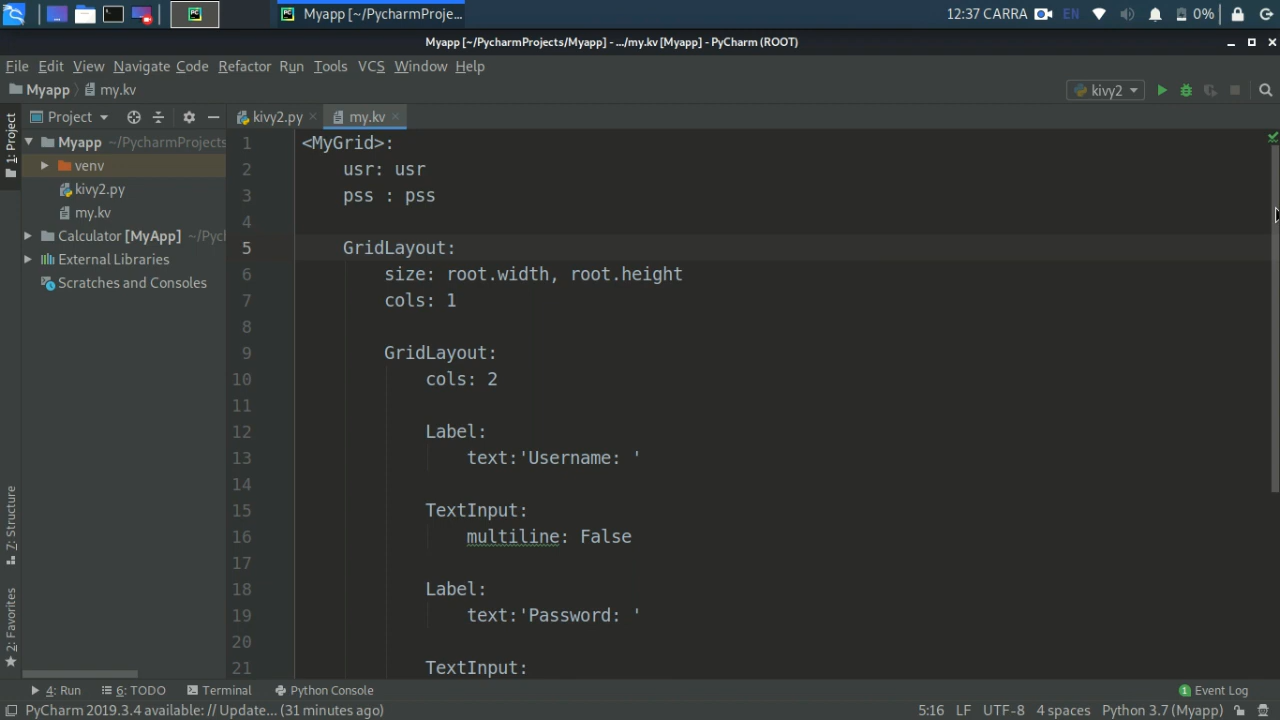 Myapp [~/PycharmProje...
12:37 CARRA
EN
0%
Myapp [~/PycharmProjects/Myapp] - .../my.kv [Myapp] - PyCharm (ROOT)
File Edit View Navigate Code Refactor Run Tools VCS Window Help
Myapp my.kv
kivy2
1: Project
Project
kivy2.py
my.kv
Myapp ~/PycharmProjects
venv
kivy2.py
my.kv
Calculator [MyApp] ~/Pyc
External Libraries
Scratches and Consoles
7: Structure
2: Favorites
1 <MyGrid>:
2 usr: usr
3 pss : pss
4
5 GridLayout:
6 size: root.width, root.height
7 cols: 1
8
9 GridLayout:
10 cols: 2
11
12 Label:
13 text:'Username: '
14
15 TextInput:
16 multiline: False
17
18 Label:
19 text:'Password: '
20
21 TextInput:
4: Run 6: TODO Terminal Python Console
1 Event Log
PyCharm 2019.3.4 available: // Update... (31 minutes ago)
5:16 LF UTF-8 4 spaces Python 3.7 (Myapp)